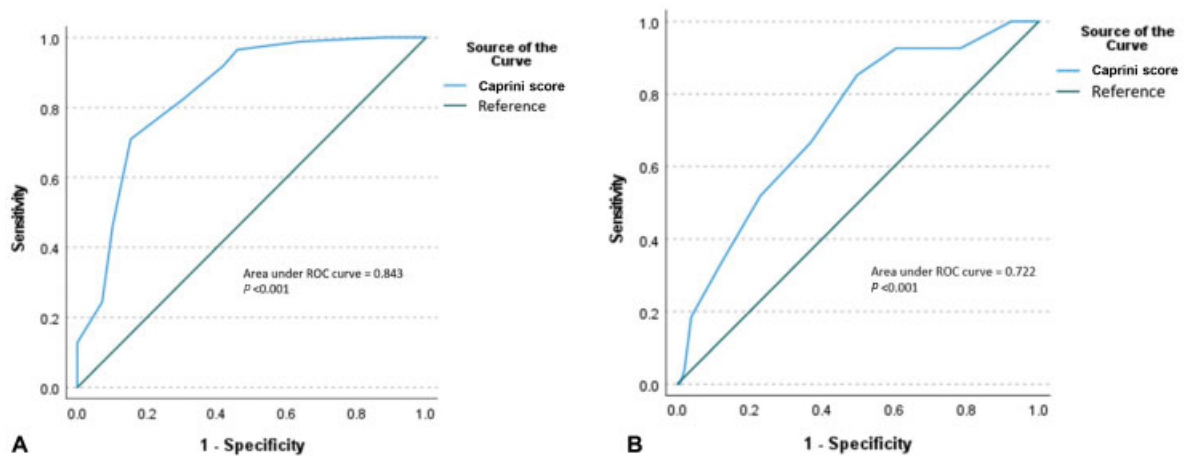 Source of the
Curve
Caprini score
Reference
1.0
0.8
0.6
0.4
0.2
0.0
Sensitivity
Area under ROC curve = 0.843
P <0.001
0.0 0.2 0.4 0.6 0.8 1.0
1 - Specificity
A
Source of the
Curve
Caprini score
Reference
1.0
0.8
0.6
0.4
0.2
0.0
Sensitivity
Area under ROC curve = 0.722
P <0.001
0.0 0.2 0.4 0.6 0.8 1.0
1 - Specificity
B